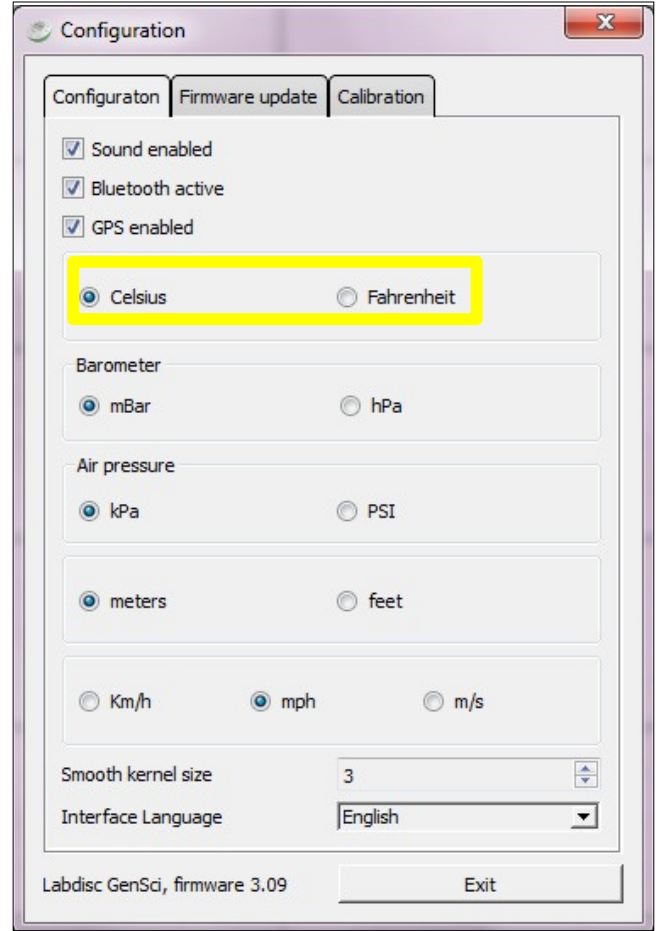 Configuration
Configuraton Firmware update Calibration
Sound enabled
Bluetooth active
GPS enabled
Celsius Fahrenheit
Barometer
mBar hPa
Air pressure
kPa PSI
meters feet
Km/h mph m/s
Smooth kernel size 3
Interface Language English
Labdisc GenSci, firmware 3.09 Exit